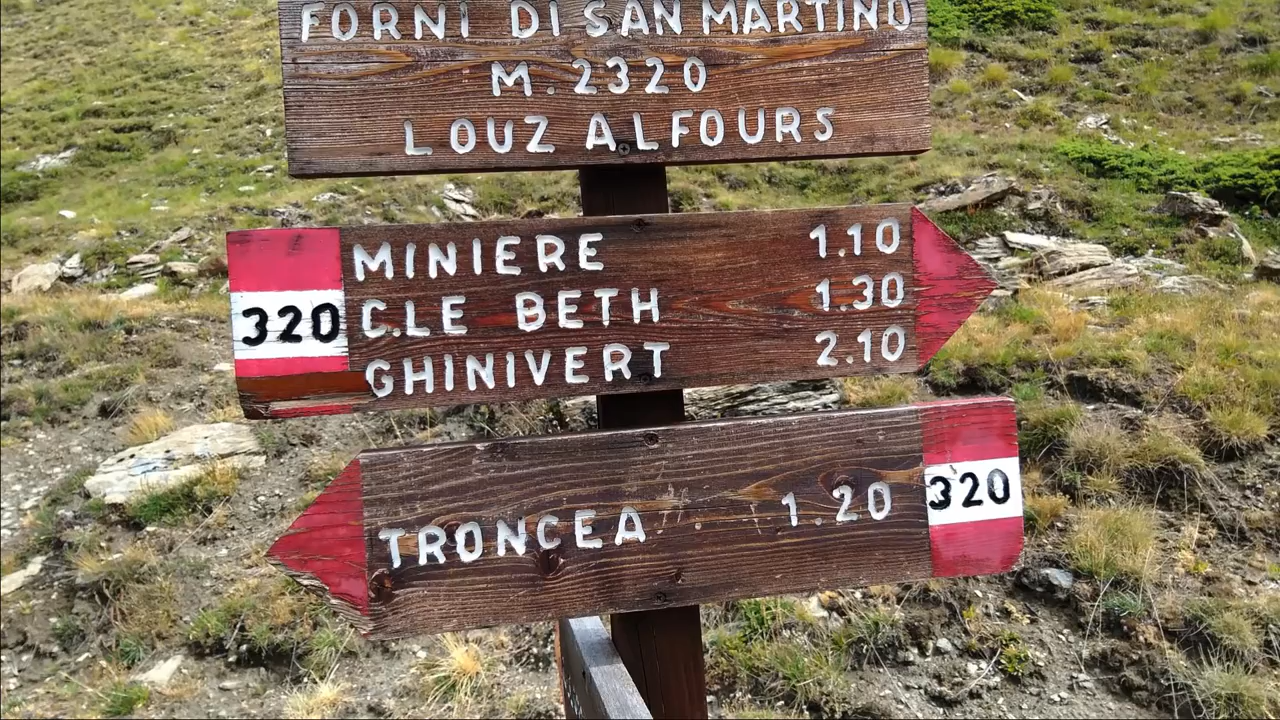 FORNI DI SAN MARTINO
M. 2320
LOUZ ALFOURS
MINIERE 1.10
320 C.LE BETH 1.30
GHINIVERT 2.10
TRONCEA 1.20 320